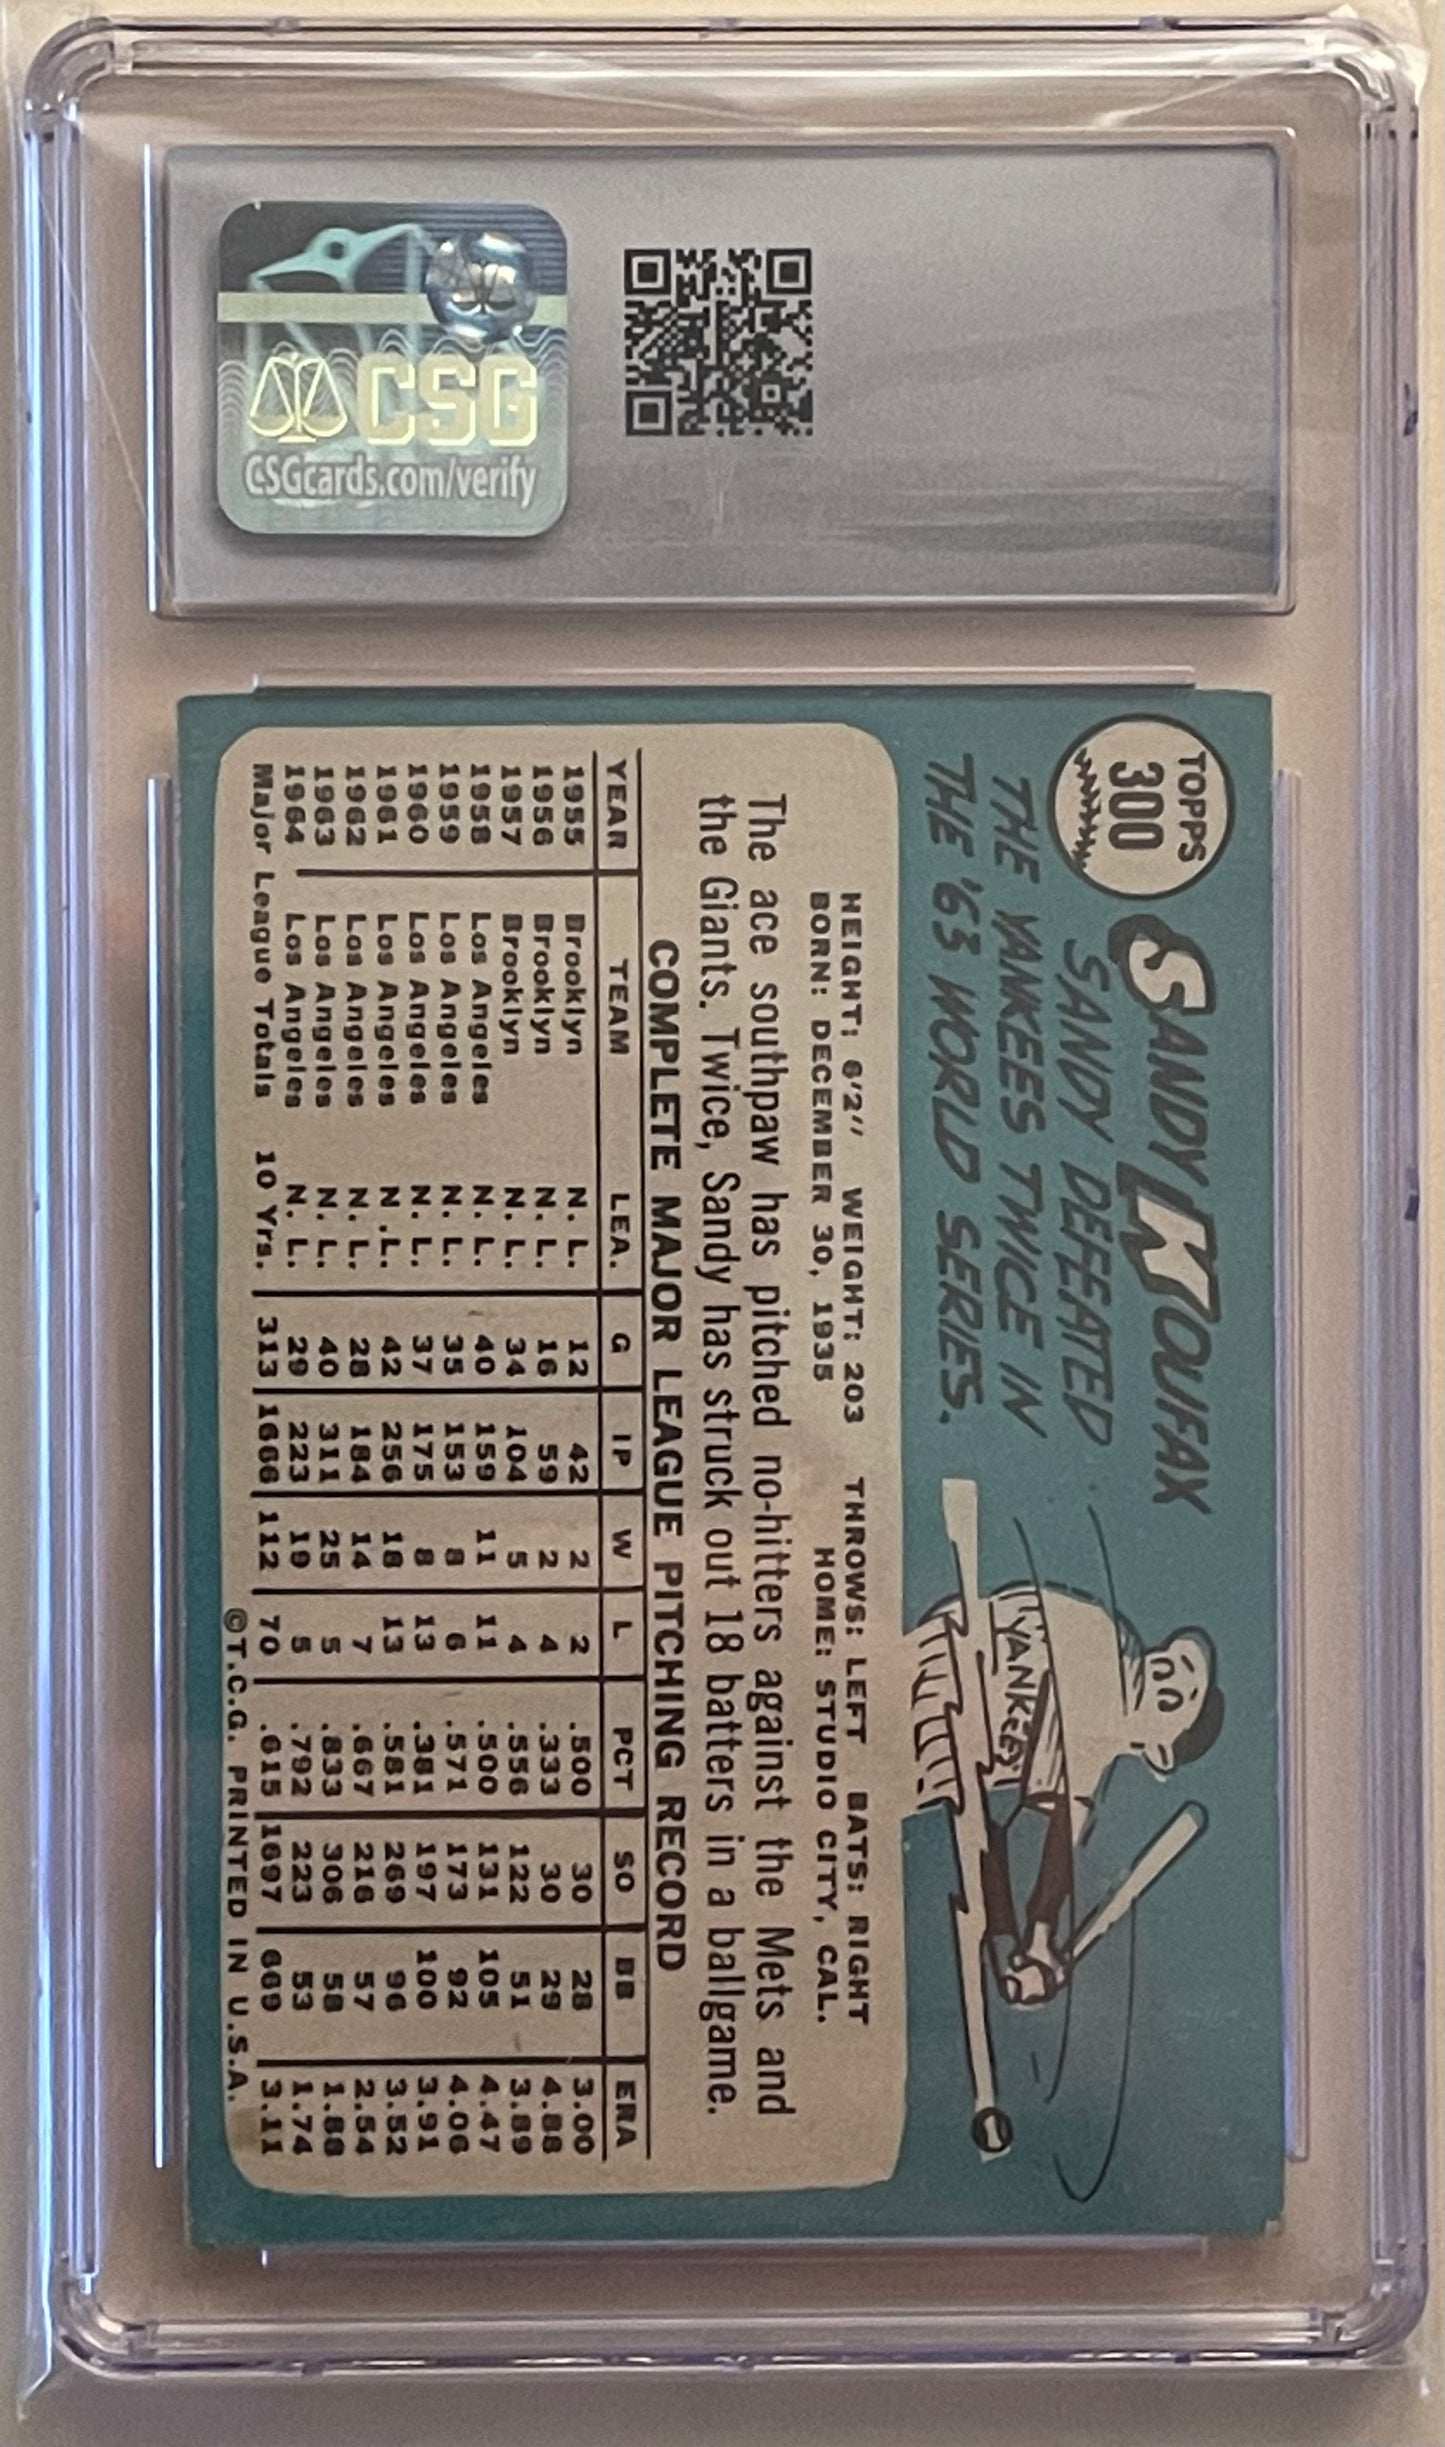 CSG
CSGcards.com/verify
TOPPS
300
SANDY KOUFAX
SANDY DEFEATED
THE YANKEES TWICE IN
THE '63 WORLD SERIES.
YANKEES
HEIGHT: 6'2" WEIGHT: 203 THROWS: LEFT BATS: RIGHT
BORN: DECEMBER 30, 1935 HOME: STUDIO CITY, CAL.
The ace southpaw has pitched no-hitters against the Mets and
the Giants. Twice, Sandy has struck out 18 batters in a ballgame.
COMPLETE MAJOR LEAGUE PITCHING RECORD
YEAR TEAM LEA. G IP W L PCT SO BB ERA
1955 Brooklyn N. L. 12 42 2 2 .500 30 28 3.00
1956 Brooklyn N. L. 16 59 2 4 .333 30 29 4.88
1957 Brooklyn N. L. 34 104 5 4 .556 122 51 3.89
1958 Los Angeles N. L. 40 159 11 11 .500 131 105 4.47
1959 Los Angeles N. L. 35 153 8 6 .571 173 92 4.06
1960 Los Angeles N. L. 37 175 8 13 .381 197 100 3.91
1961 Los Angeles N .L. 42 256 18 13 .581 269 96 3.52
1962 Los Angeles N. L. 28 184 14 7 .667 216 57 2.54
1963 Los Angeles N. L. 40 311 25 5 .833 306 58 1.88
1964 Los Angeles N. L. 29 223 19 5 .792 223 53 1.74
Major League Totals 10 Yrs. 313 1666 112 70 .615 1697 669 3.11
©T.C.G. PRINTED IN U.S.A.